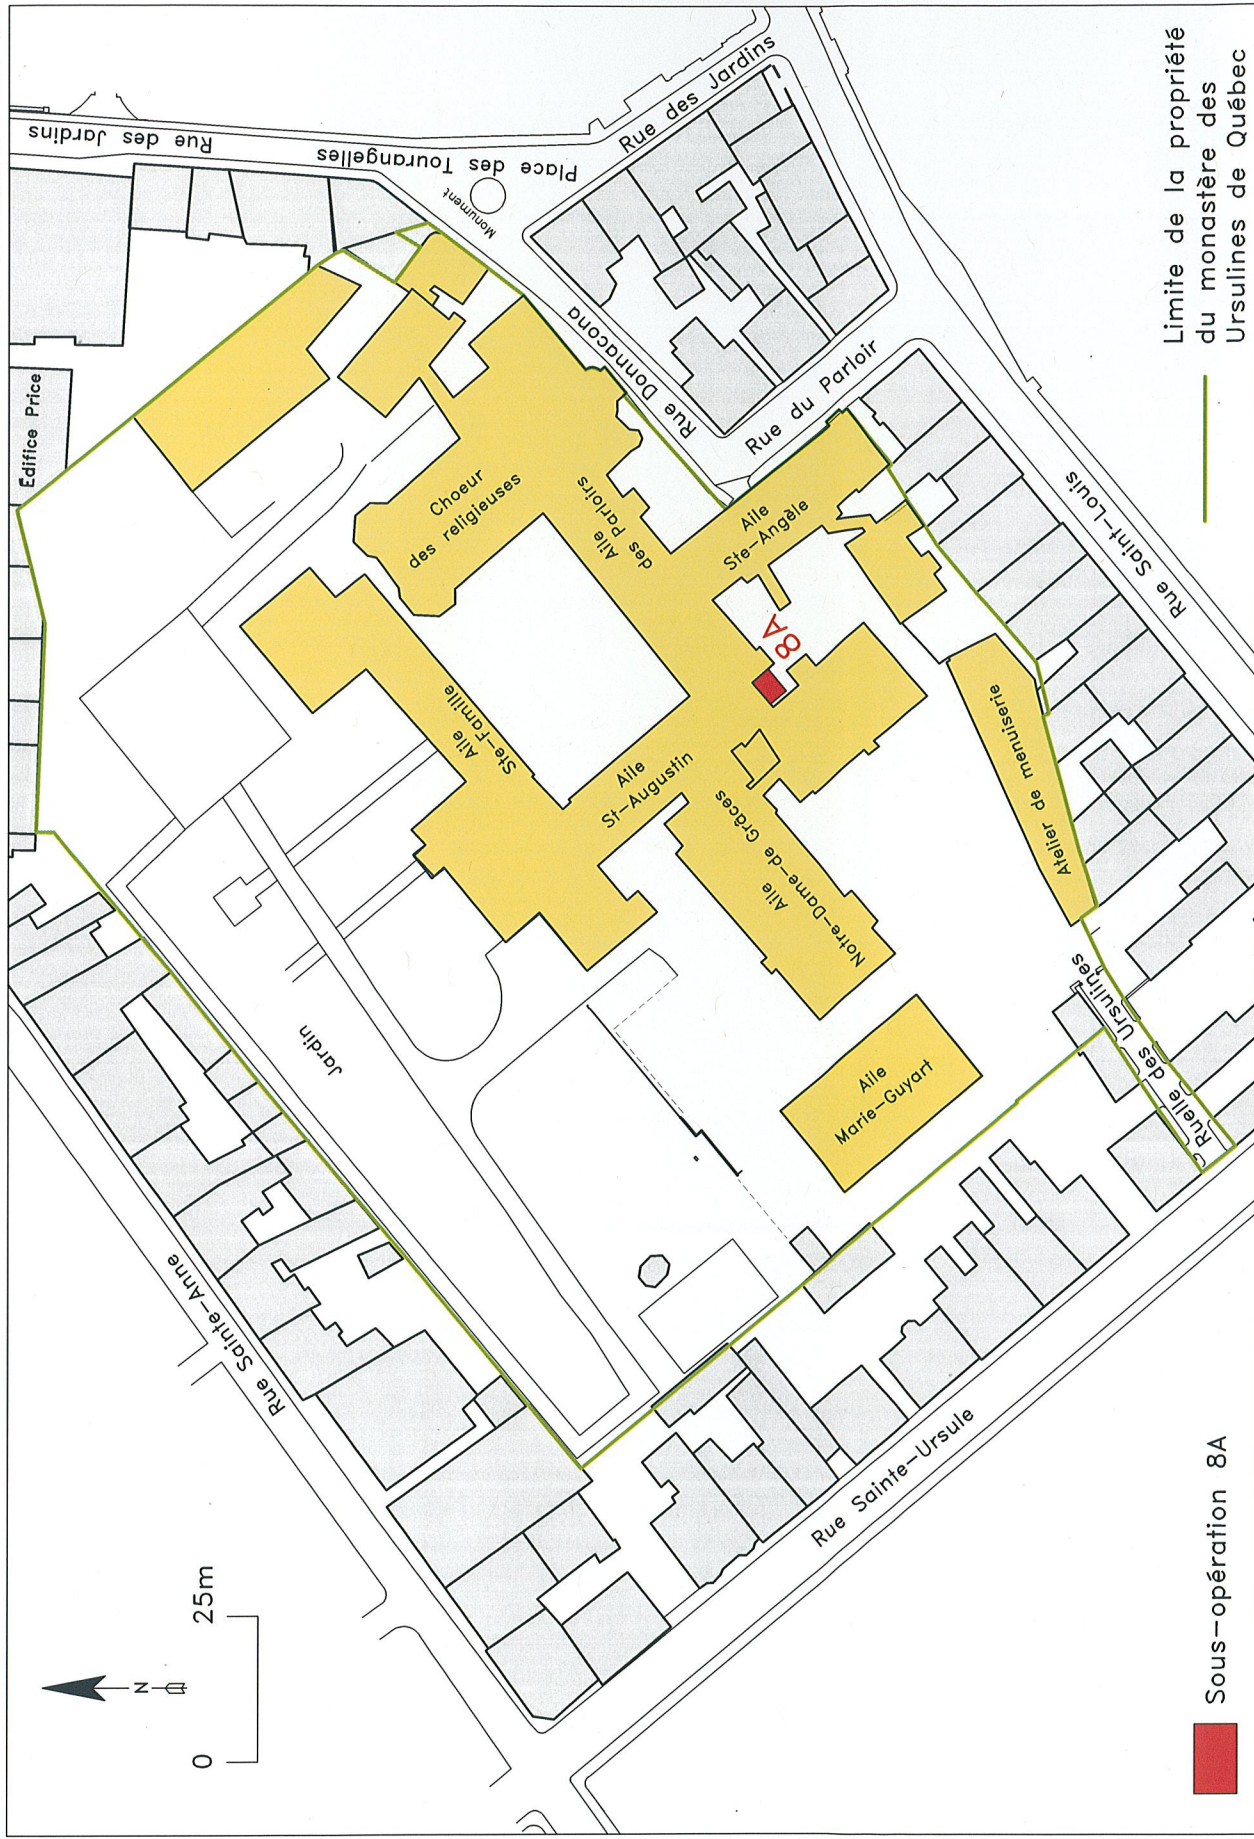 Rue des Jardins
Place des Tourangelles
Monument
Rue des Jardins
Édifice Price
Rue Donnacona
Rue du Parloir
Choeur
des religieuses
Aile
des Parloirs
Aile
Ste-Angèle
Rue Saint-Louis
Aile
Ste-Famille
8A
Aile
St-Augustin
Aile
Notre-Dame-de Grâces
Atelier de menuiserie
Jardin
Aile
Marie-Guyart
Ruelle des Ursulines
Rue Sainte-Anne
Rue Sainte-Ursule
N
0 25m
Sous-opération 8A
Limite de la propriété
du monastère des
Ursulines de Québec